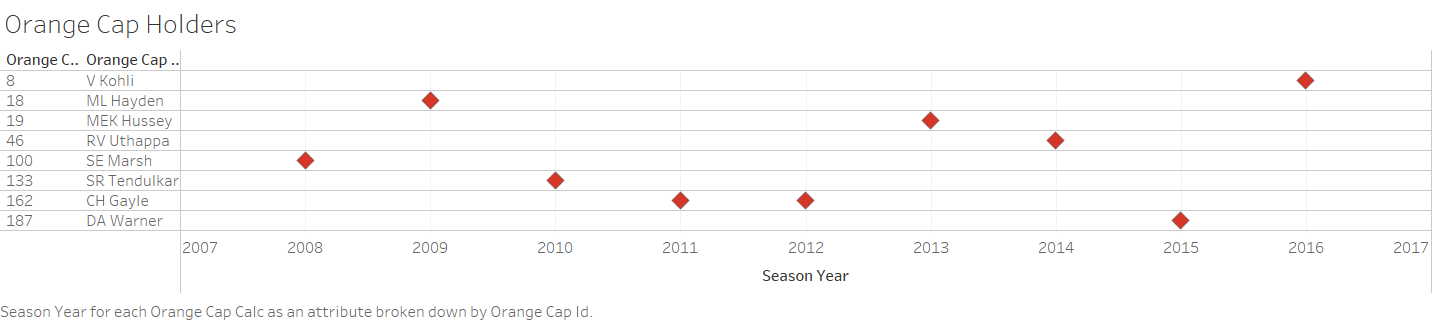 Orange Cap Holders
Orange C.. Orange Cap ..
8 V Kohli
18 ML Hayden
19 MEK Hussey
46 RV Uthappa
100 SE Marsh
133 SR Tendulkar
162 CH Gayle
187 DA Warner
2007 2008 2009 2010 2011 2012 2013 2014 2015 2016 2017
Season Year
Season Year for each Orange Cap Calc as an attribute broken down by Orange Cap Id.